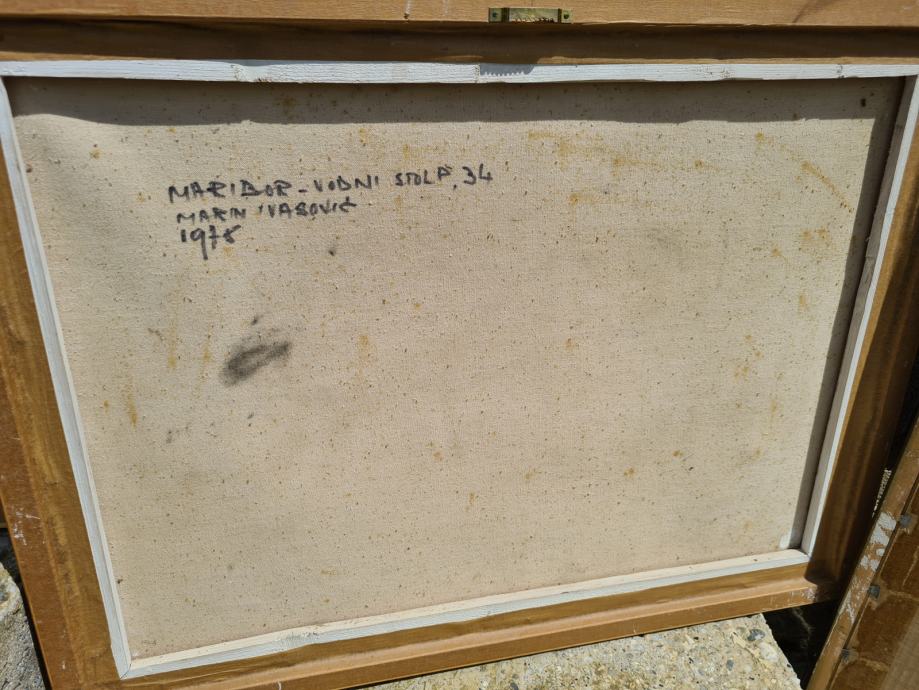 MARIBOR - VODNI STOLP, 34
MARIN IVASOVIĆ
1975